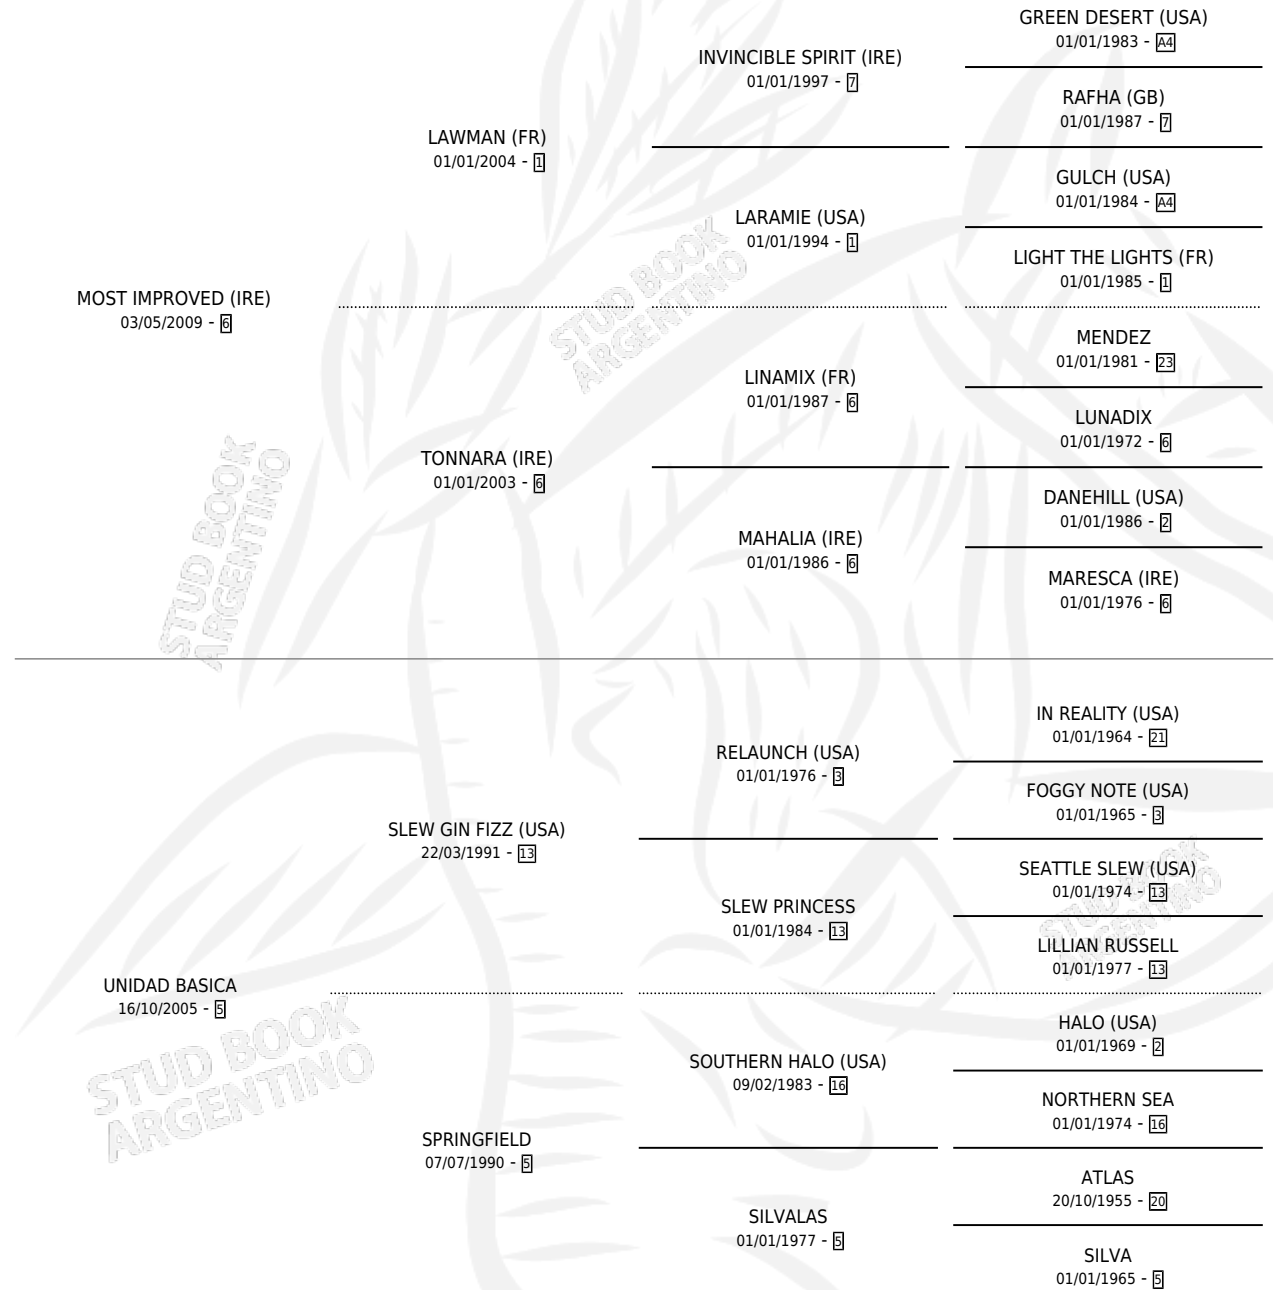 GREEN DESERT (USA)
01/01/1983 - A4
INVINCIBLE SPIRIT (IRE)
01/01/1997 - 7
RAFHA (GB)
01/01/1987 - 7
LAWMAN (FR)
01/01/2004 - 1
GULCH (USA)
01/01/1984 - A4
LARAMIE (USA)
01/01/1994 - 1
LIGHT THE LIGHTS (FR)
01/01/1985 - 1
MOST IMPROVED (IRE)
03/05/2009 - 6
MENDEZ
01/01/1981 - 23
LINAMIX (FR)
01/01/1987 - 6
LUNADIX
01/01/1972 - 6
TONNARA (IRE)
01/01/2003 - 6
DANEHILL (USA)
01/01/1986 - 2
MAHALIA (IRE)
01/01/1986 - 6
MARESCA (IRE)
01/01/1976 - 6
IN REALITY (USA)
01/01/1964 - 21
RELAUNCH (USA)
01/01/1976 - 3
FOGGY NOTE (USA)
01/01/1965 - 3
SLEW GIN FIZZ (USA)
22/03/1991 - 13
SEATTLE SLEW (USA)
01/01/1974 - 13
SLEW PRINCESS
01/01/1984 - 13
LILLIAN RUSSELL
01/01/1977 - 13
UNIDAD BASICA
16/10/2005 - 5
HALO (USA)
01/01/1969 - 2
SOUTHERN HALO (USA)
09/02/1983 - 16
NORTHERN SEA
01/01/1974 - 16
SPRINGFIELD
07/07/1990 - 5
ATLAS
20/10/1955 - 20
SILVALAS
01/01/1977 - 5
SILVA
01/01/1965 - 5
STUD BOOK
ARGENTINO
STUD BOOK
ARGENTINO
STUD BOOK
ARGENTINO
STUD BOOK
ARGENTINO